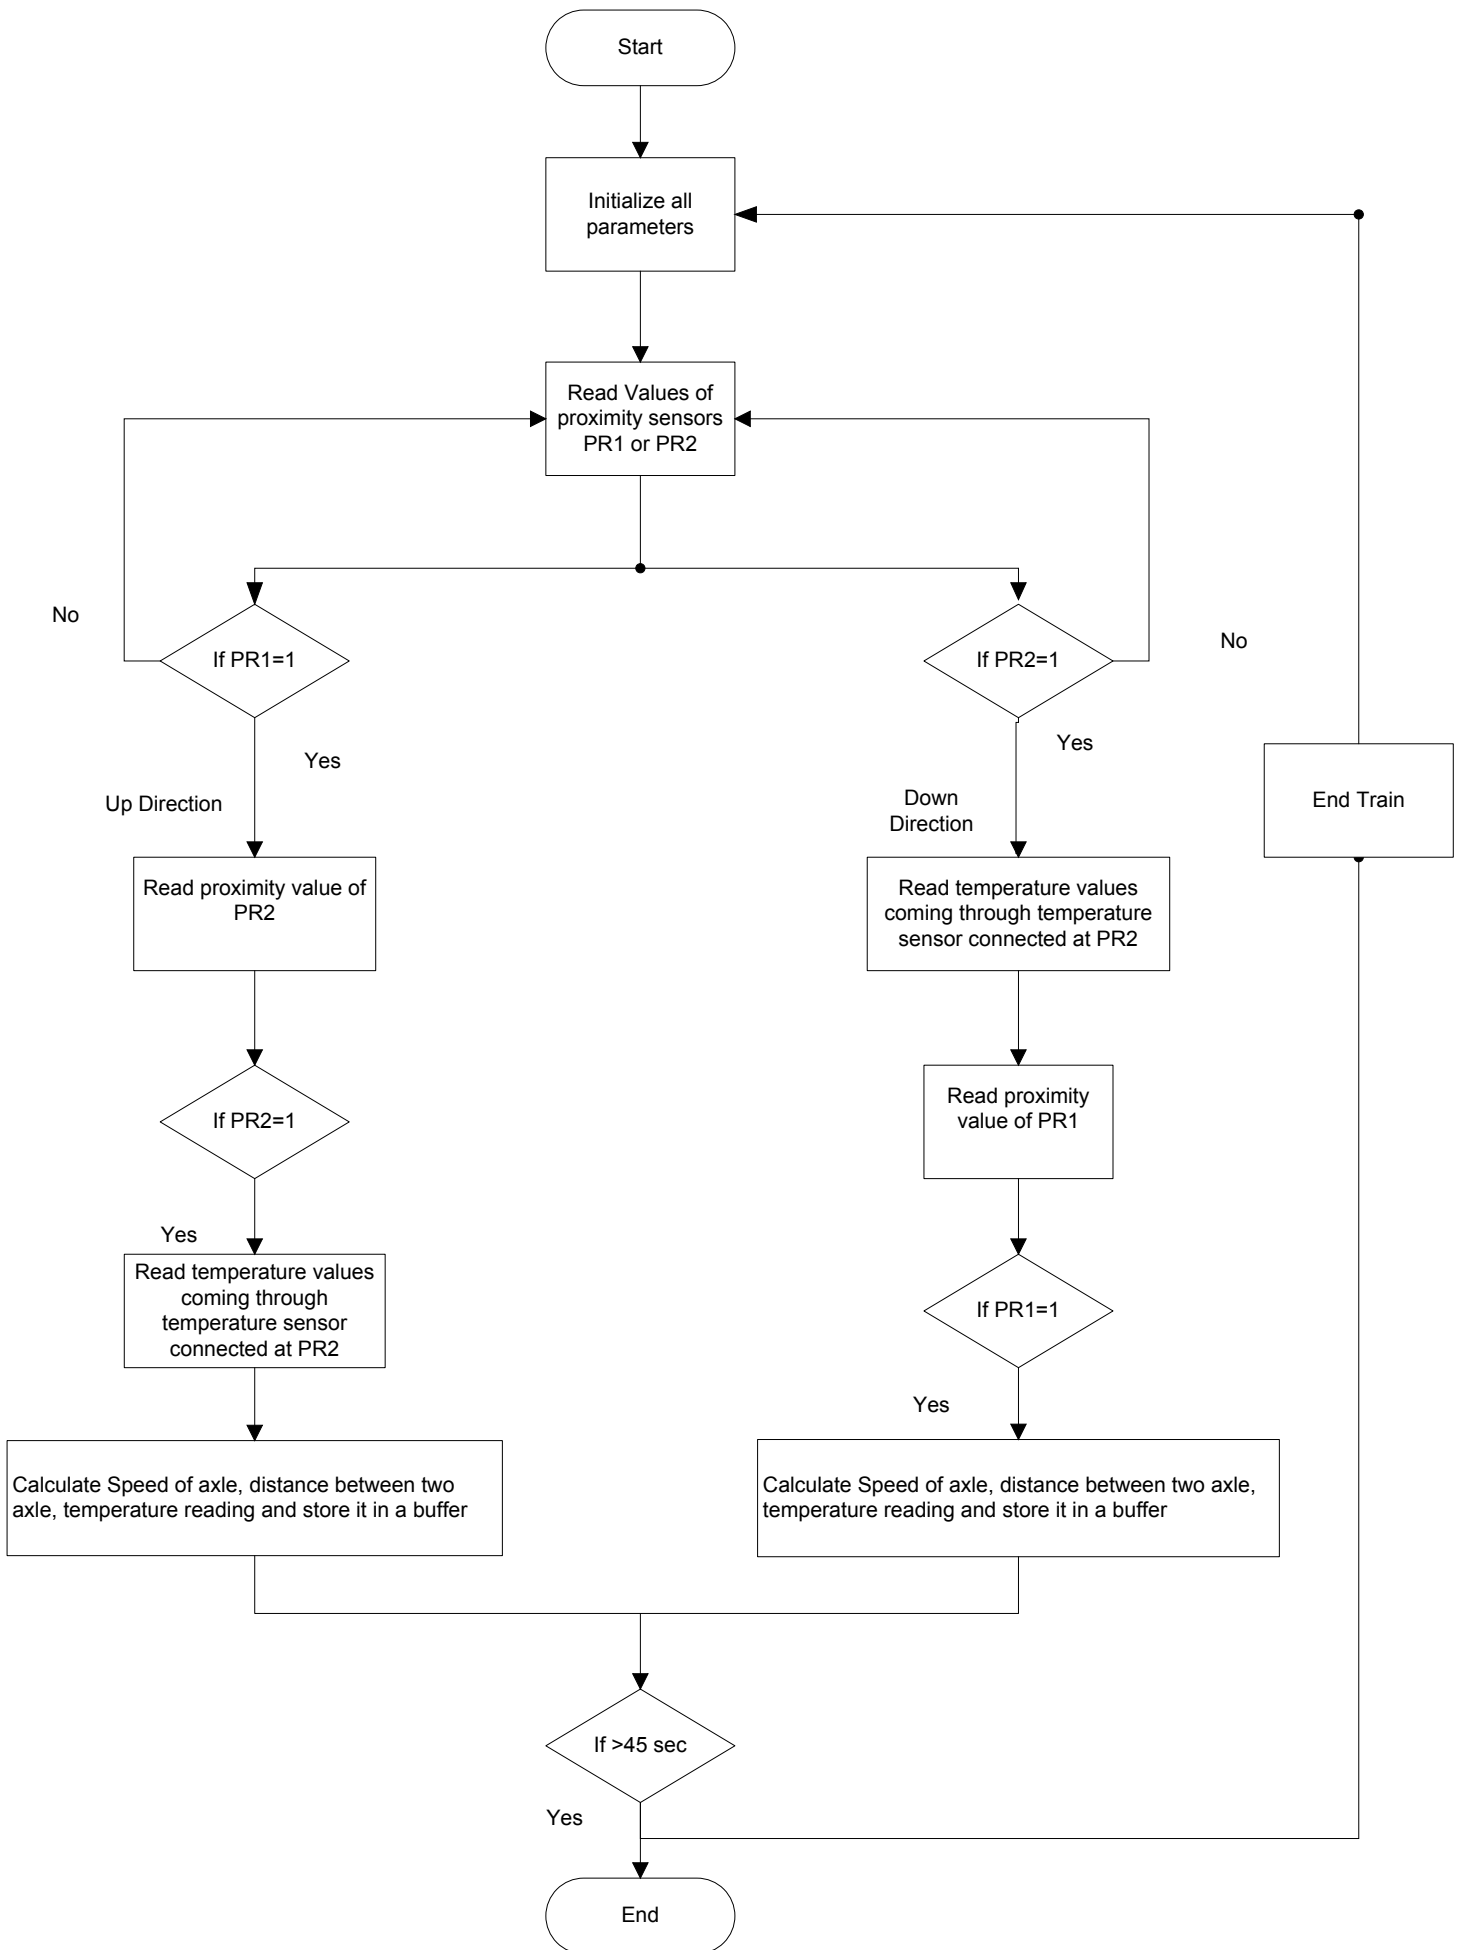 Start
Initialize all
parameters
Read Values of
proximity sensors
PR1 or PR2
No
If PR1=1
If PR2=1
No
Yes
Yes
Up Direction
Down
Direction
End Train
Read proximity value of
PR2
Read temperature values
coming through temperature
sensor connected at PR2
If PR2=1
Read proximity
value of PR1
Yes
Read temperature values
coming through
temperature sensor
connected at PR2
If PR1=1
Yes
Calculate Speed of axle, distance between two
axle, temperature reading and store it in a buffer
Calculate Speed of axle, distance between two axle,
temperature reading and store it in a buffer
If >45 sec
Yes
End